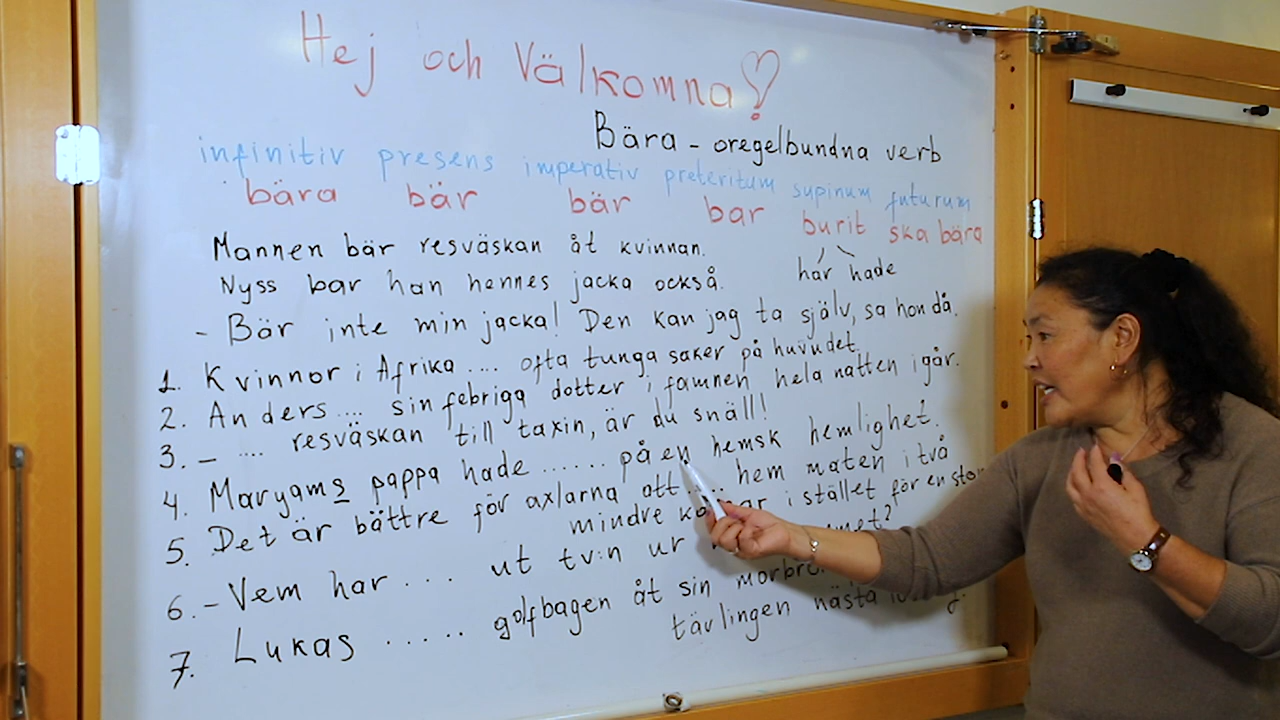 Hej och Välkomna!
Bära - oregelbundna verb
infinitiv presens imperativ preteritum supinum futurum
bära bär bär bar burit ska bära
har hade
Mannen bär resväskan åt kvinnan.
Nyss bar han hennes jacka också.
- Bär inte min jacka! Den kan jag ta själv, sa hon då.
1. Kvinnor i Afrika .... ofta tunga saker på huvudet.
2. Anders .... sin febriga dotter i famnen hela natten igår.
3. - .... resväskan till taxin, är du snäll!
4. Maryams pappa hade ...... på en hemsk hemlighet.
5. Det är bättre för axlarna att .... hem maten i två
mindre i stället för en stor
6. - Vem har .... ut tv:n ur
7. Lukas ..... golfbagen åt sin
tävlingen nästa